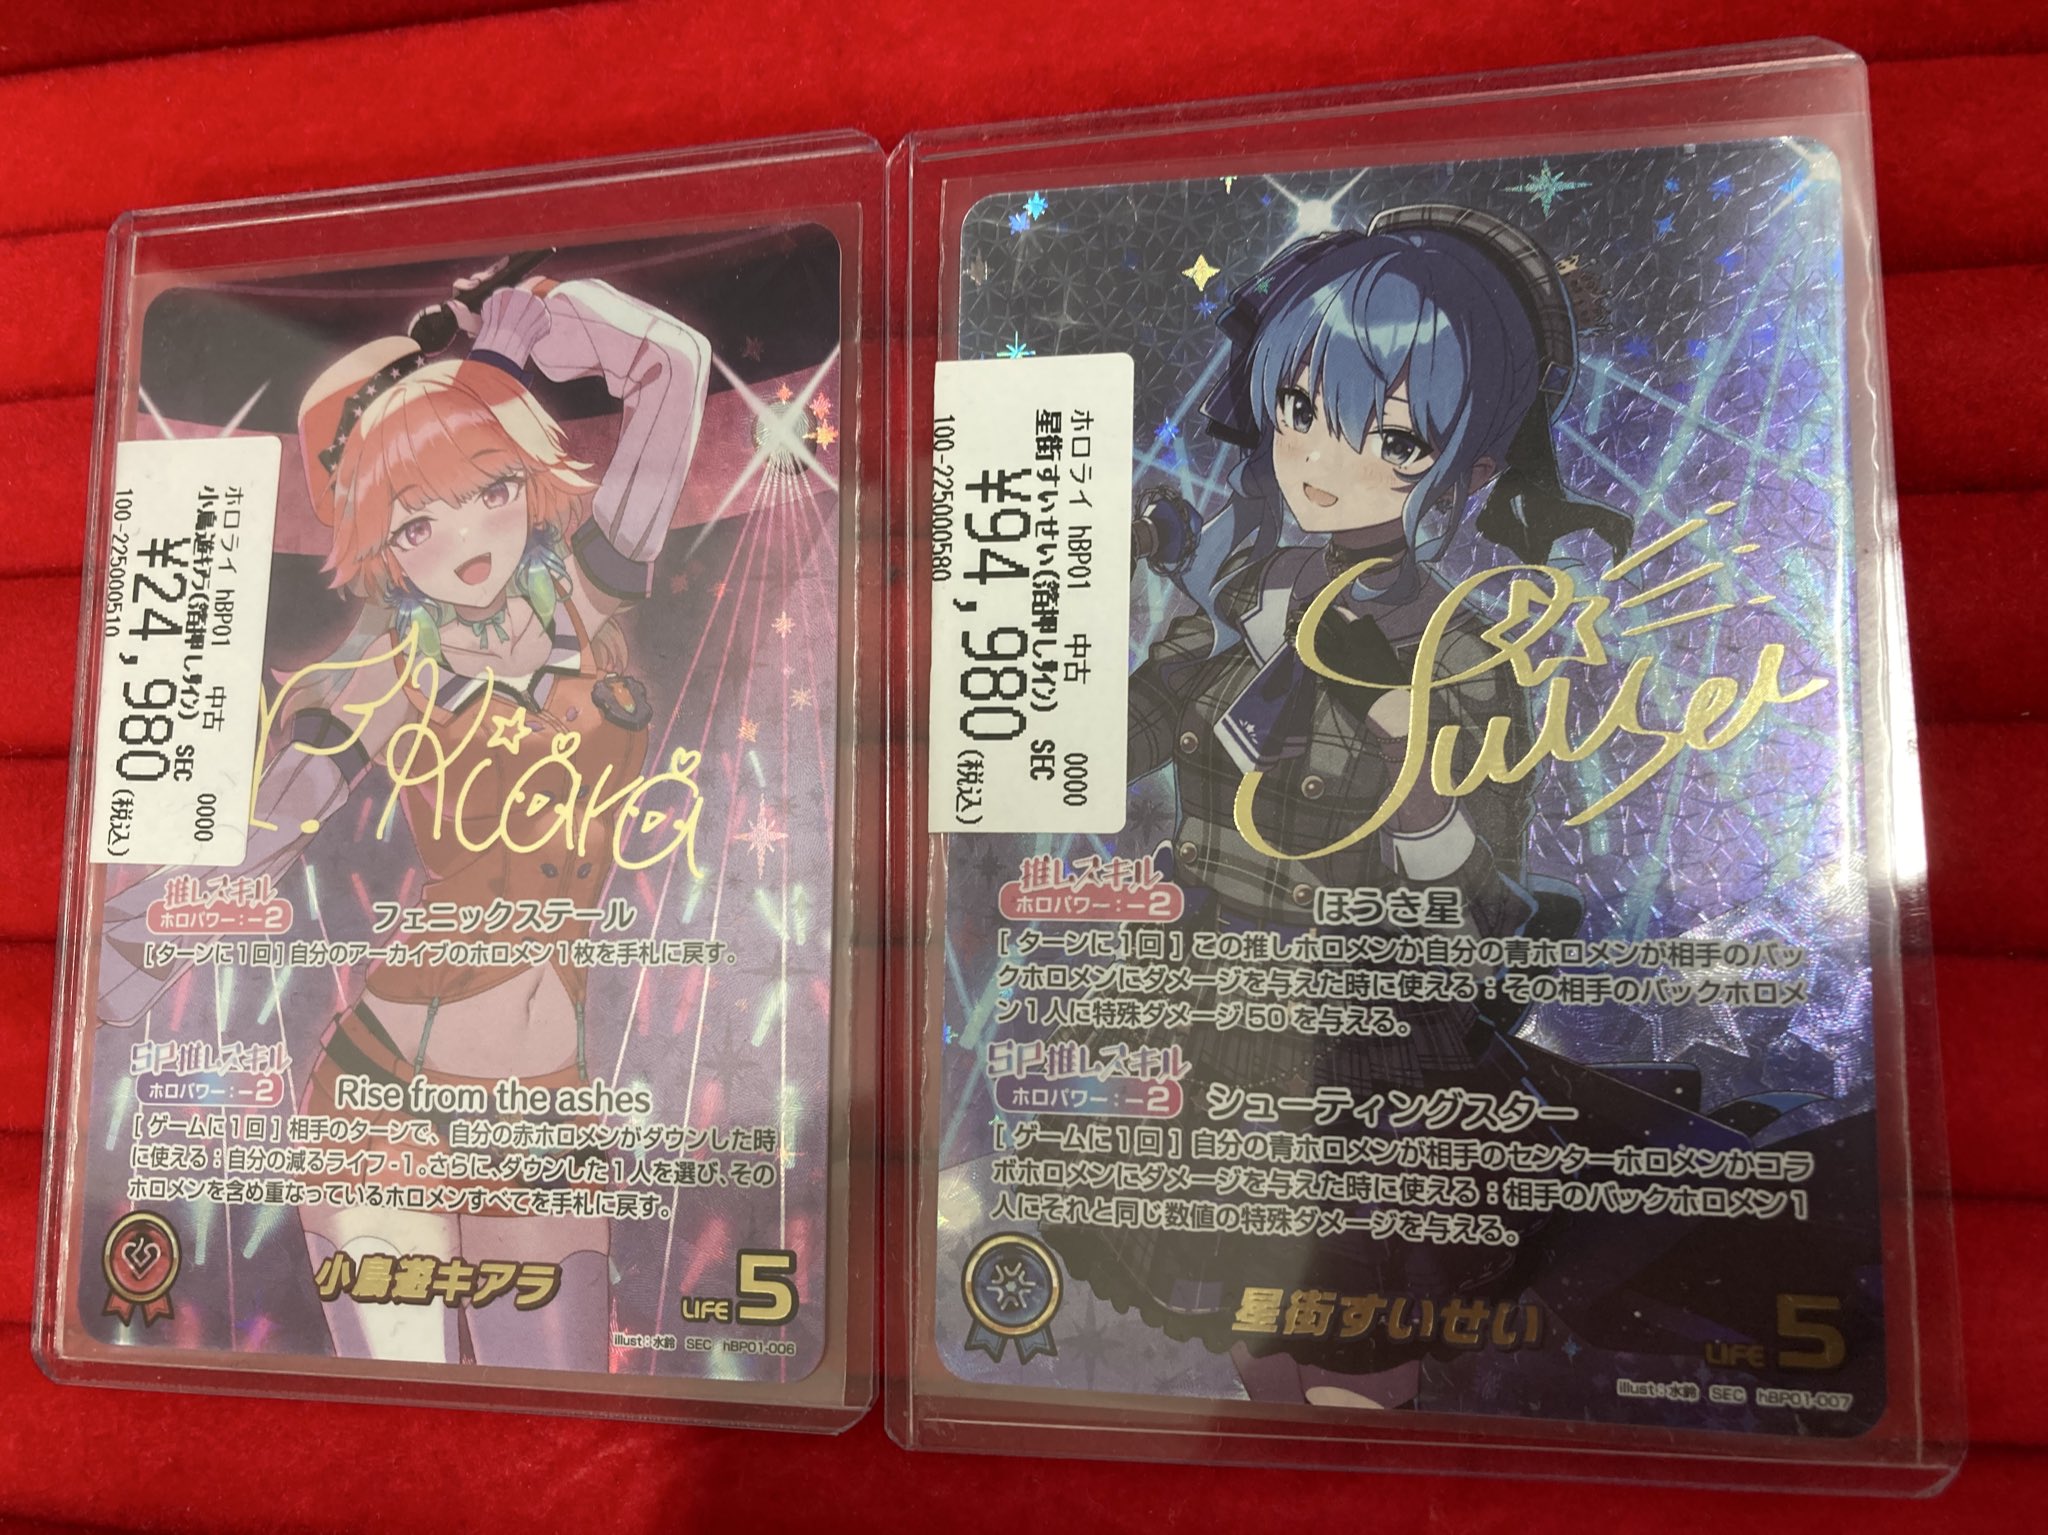 ホロライ hBP01 中古 0000
小鳥遊ｷｱﾗ(箔押しｻｲﾝ) SEC
¥24,980(税込)
100-225000510
T. Kiara
推しスキル
ホロパワー：-2
フェニックステール
[ターンに1回]自分のアーカイブのホロメン1枚を手札に戻す。
SP推しスキル
ホロパワー：-2
Rise from the ashes
[ゲームに1回]相手のターンで、自分の赤ホロメンがダウンした時
に使える：自分の減るライフ-1。さらに、ダウンした1人を選び、その
ホロメンを含め重なっているホロメンすべてを手札に戻す。
小鳥遊キアラ
LIFE 5
illust：水鈴 SEC hBP01-006
ホロライ hBP01 中古 0000
星街すいせい(箔押しｻｲﾝ) SEC
¥94,980(税込)
100-225000580
Suisei
推しスキル
ホロパワー：-2
ほうき星
[ターンに1回]この推しホロメンか自分の青ホロメンが相手のバッ
クホロメンにダメージを与えた時に使える：その相手のバックホロメ
ン1人に特殊ダメージ50を与える。
SP推しスキル
ホロパワー：-2
シューティングスター
[ゲームに1回]自分の青ホロメンが相手のセンターホロメンかコラ
ボホロメンにダメージを与えた時に使える：相手のバックホロメン1
人にそれと同じ数値の特殊ダメージを与える。
星街すいせい
LIFE 5
illust：水鈴 SEC hBP01-007